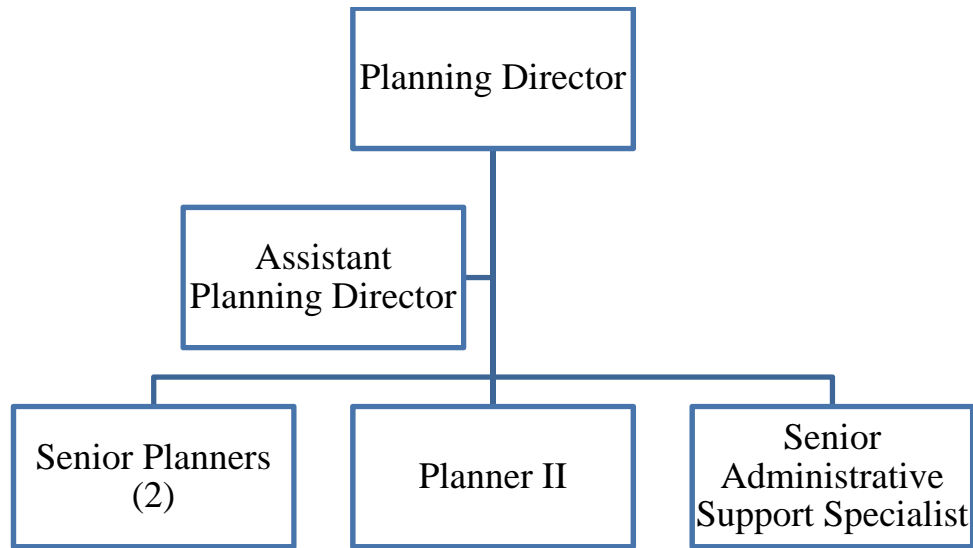 Planning Director
Assistant
Planning Director
Senior Planners
(2)
Planner II
Senior
Administrative
Support Specialist